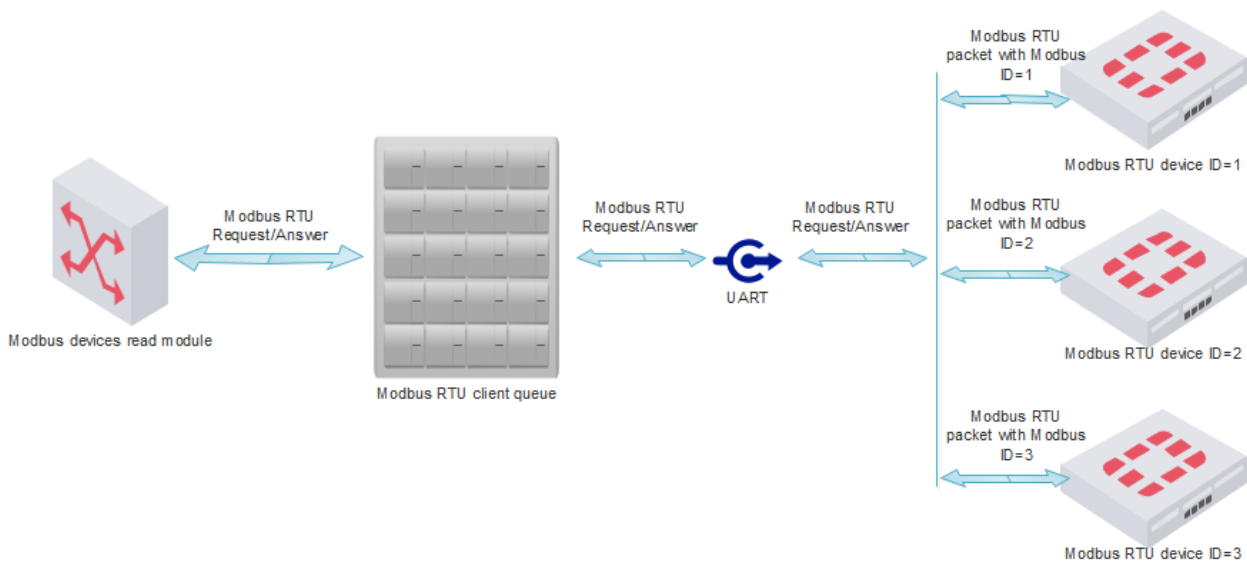 Modbus RTU
Request/Answer
Modbus devices read module
Modbus RTU client queue
Modbus RTU
Request/Answer
UART
Modbus RTU
Request/Answer
Modbus RTU
packet with Modbus
ID=1
Modbus RTU device ID=1
Modbus RTU
packet with Modbus
ID=2
Modbus RTU device ID=2
Modbus RTU
packet with Modbus
ID=3
Modbus RTU device ID=3